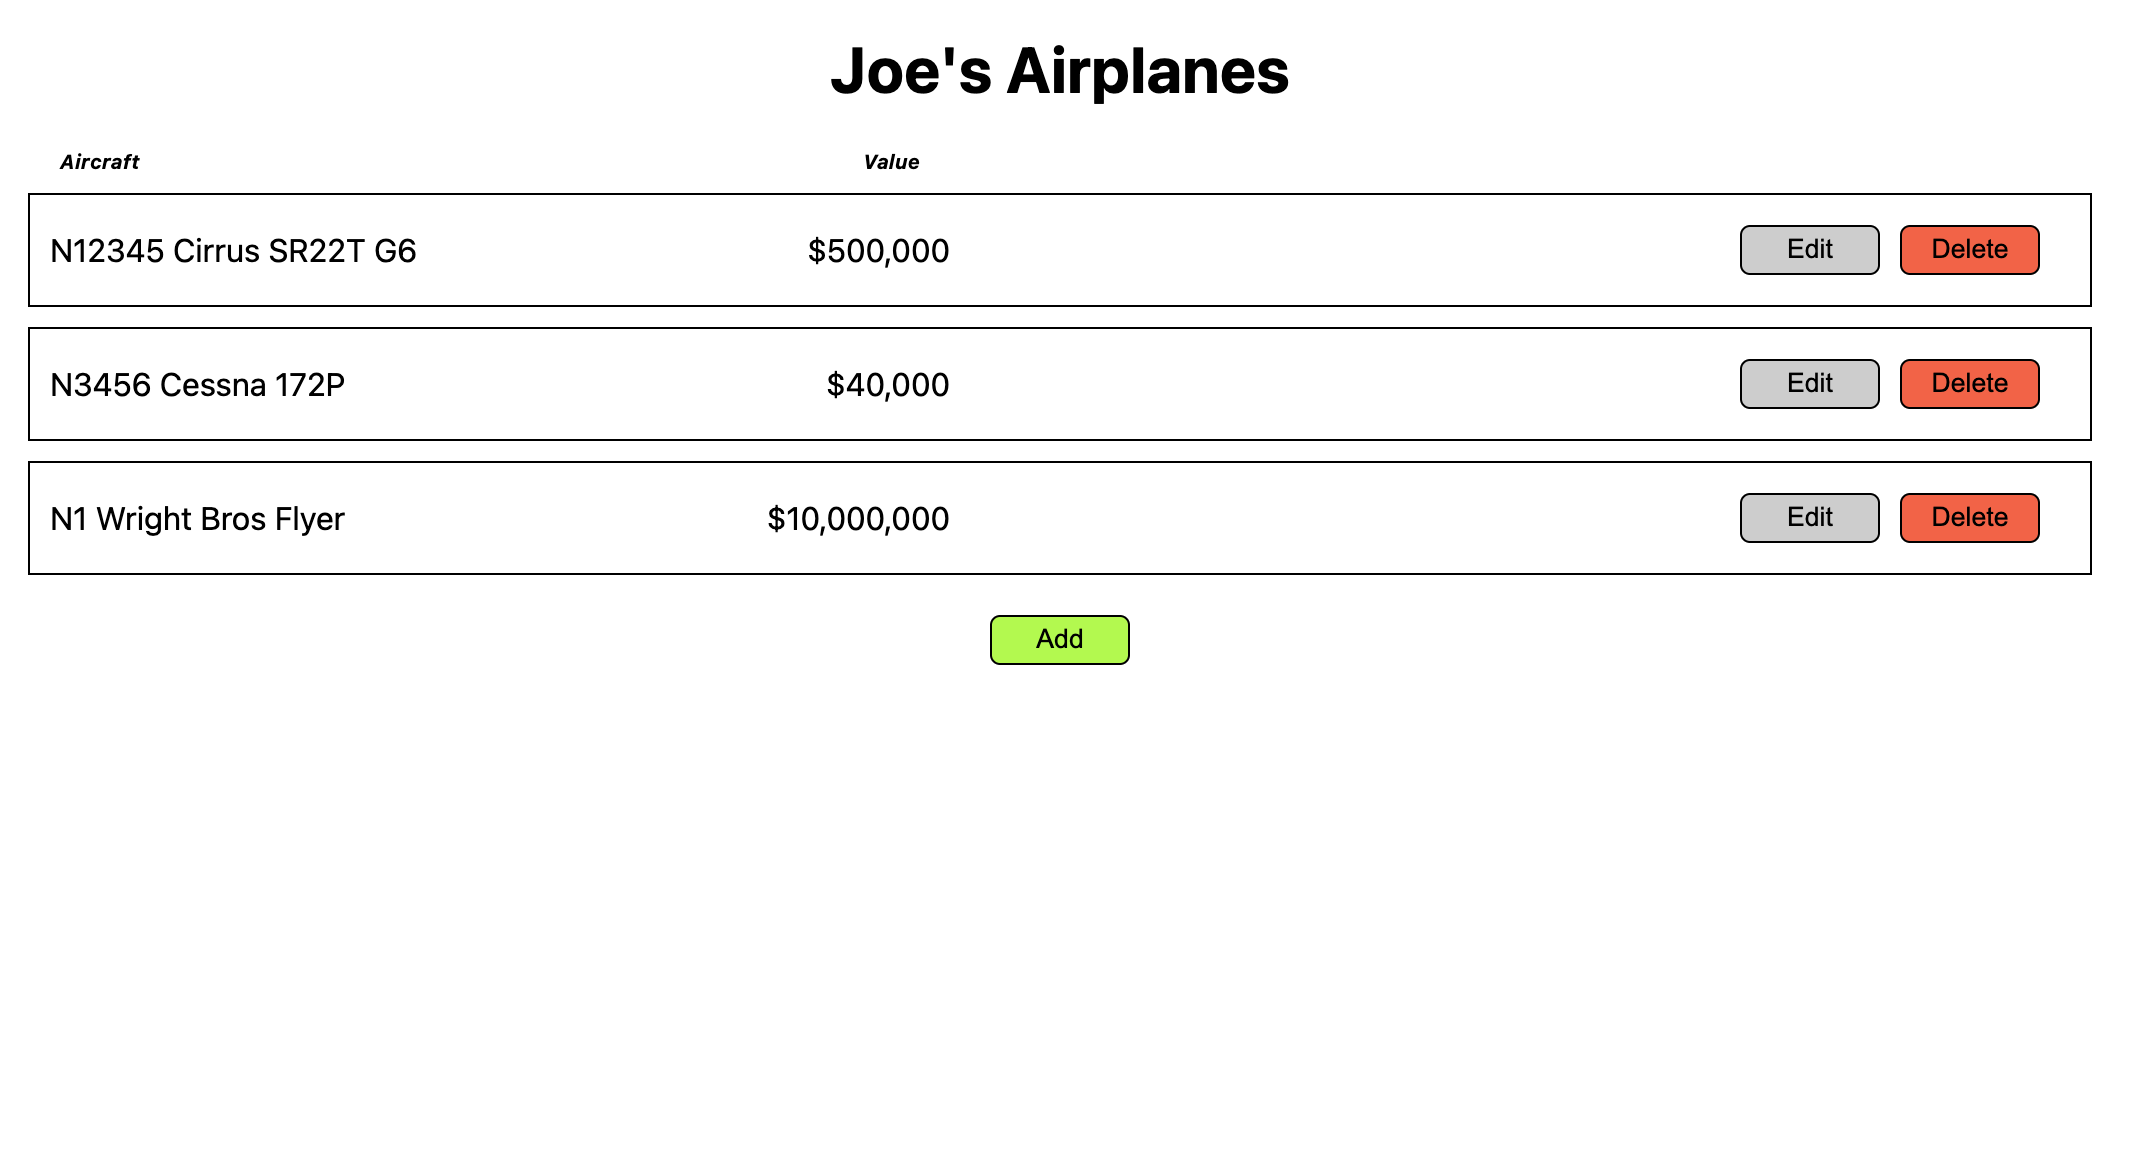 Joe's Airplanes
Aircraft Value
N12345 Cirrus SR22T G6 $500,000 Edit Delete
N3456 Cessna 172P $40,000 Edit Delete
N1 Wright Bros Flyer $10,000,000 Edit Delete
Add